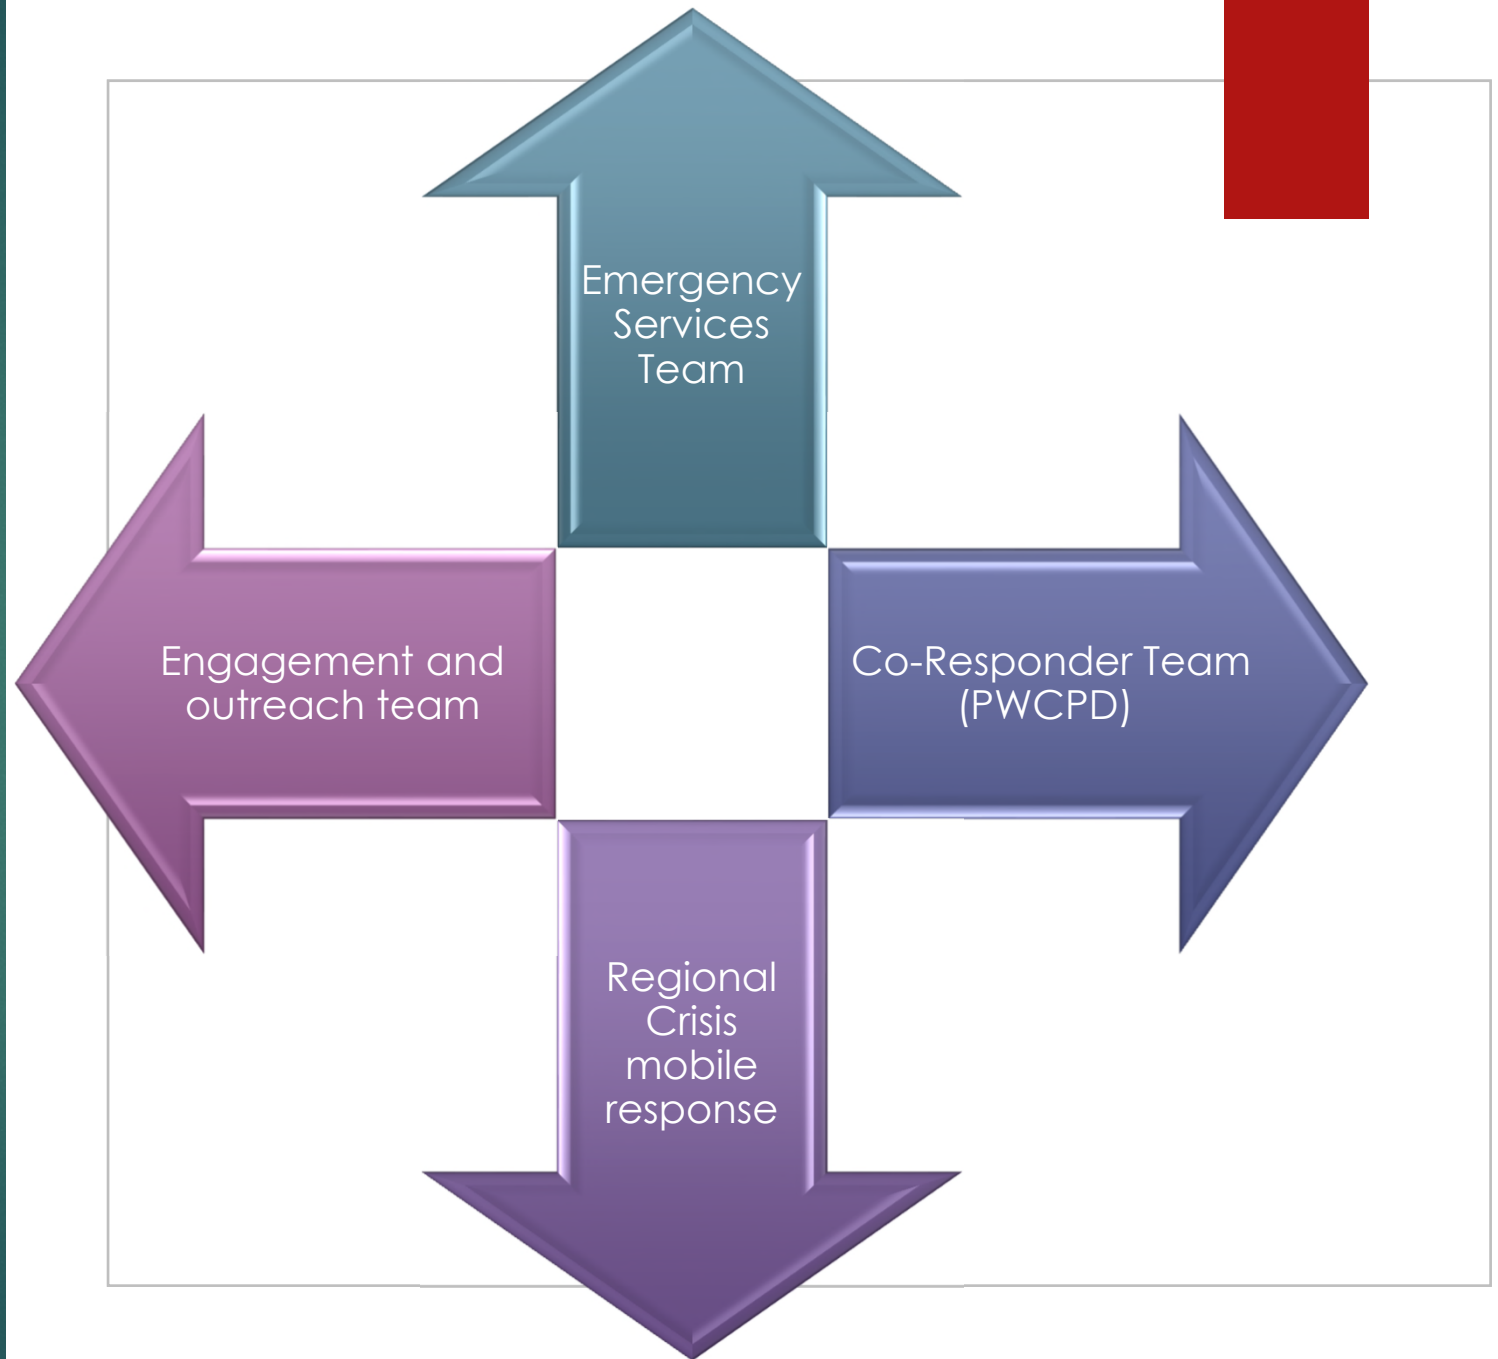 Emergency
Services
Team
Engagement and
outreach team
Co-Responder Team
(PWCPD)
Regional
Crisis
mobile
response